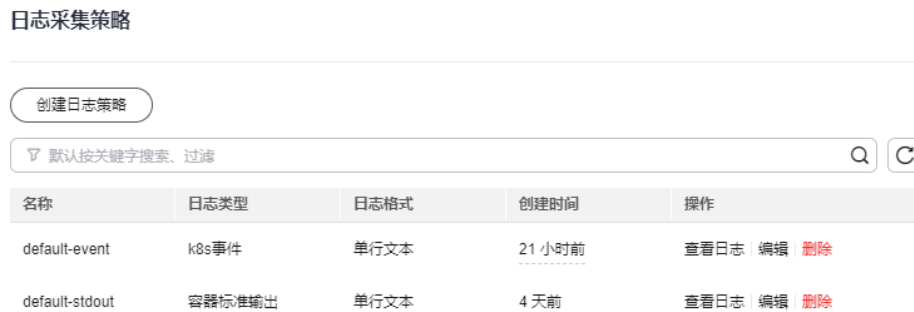 日志采集策略
创建日志策略
默认按关键字搜索、过滤
名称 日志类型 日志格式 创建时间 操作
default-event k8s事件 单行文本 21 小时前 查看日志 编辑 删除
default-stdout 容器标准输出 单行文本 4 天前 查看日志 编辑 删除